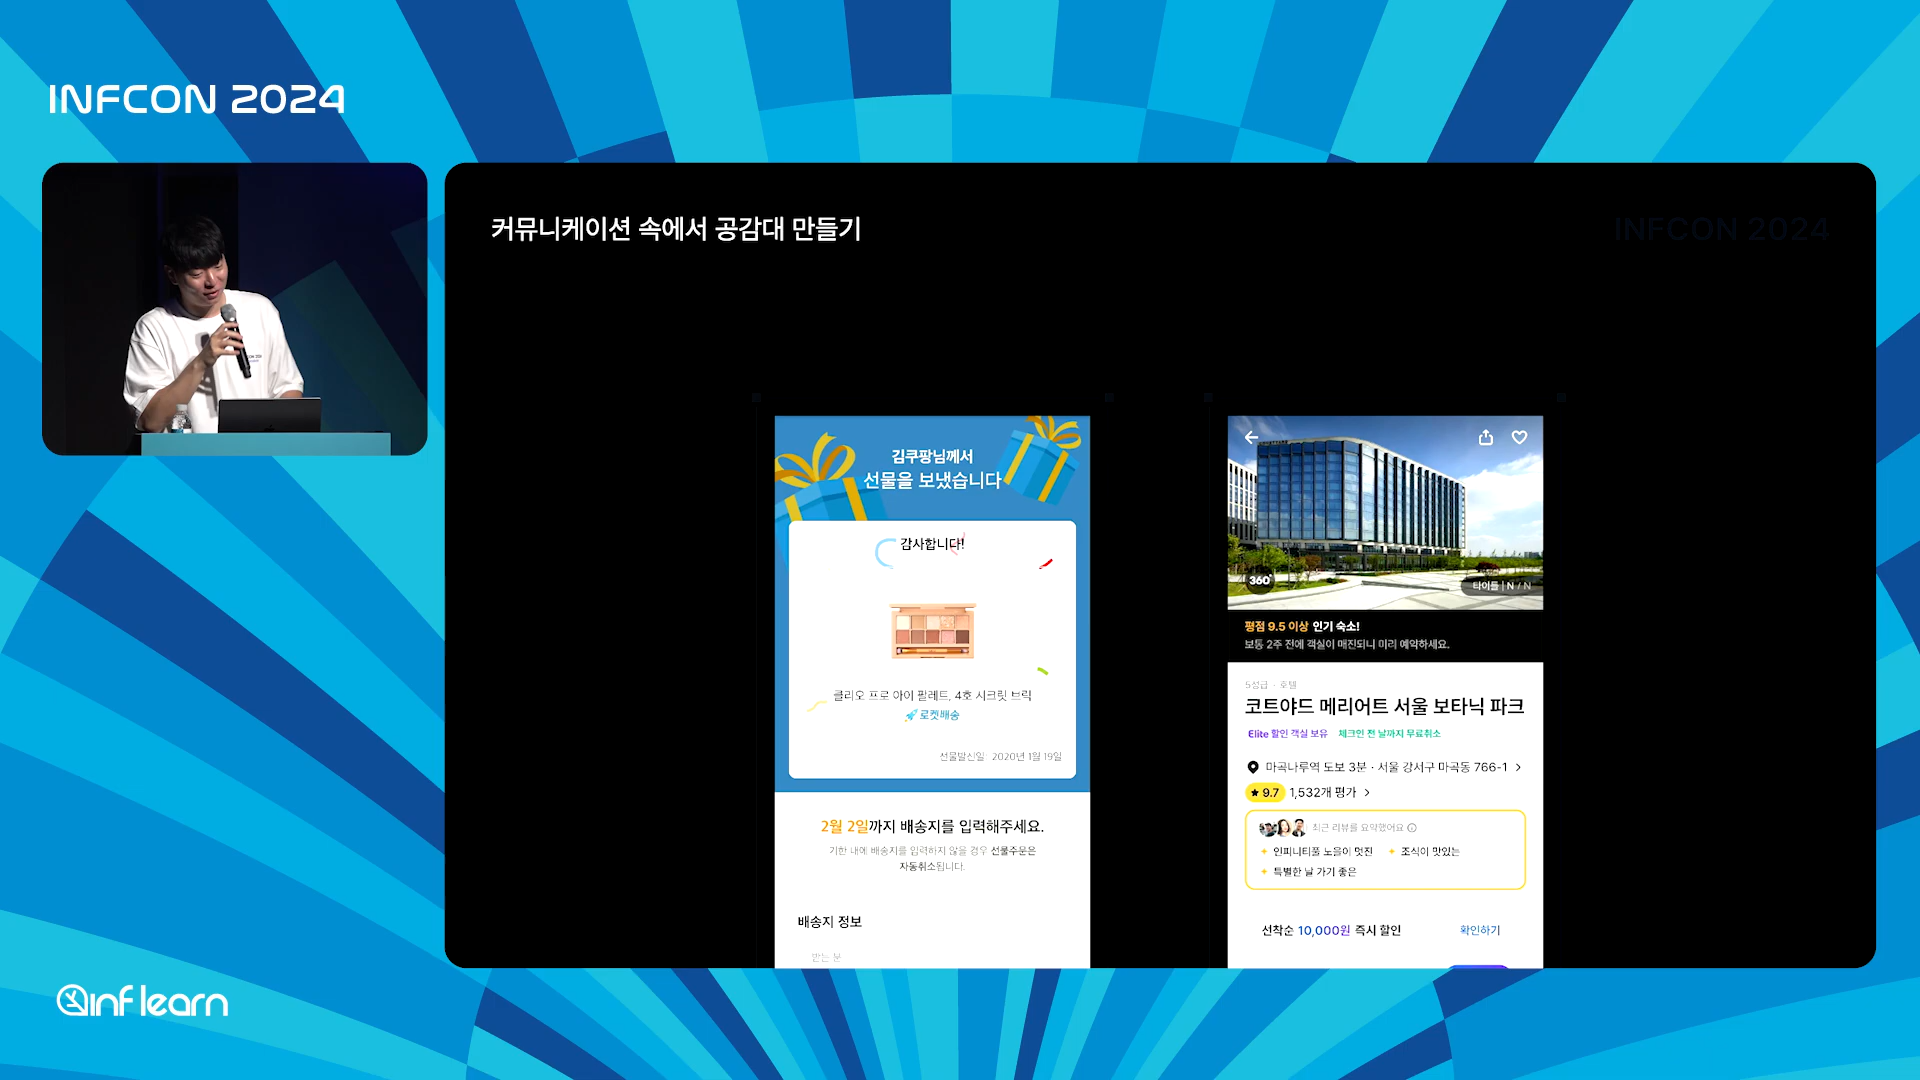 INFCON 2024
커뮤니케이션 속에서 공감대 만들기
INFCON 2024
김쿠팡님께서
선물을 보냈습니다
감사합니다!
클리오 프로 아이 팔레트, 4호 시크릿 브릭
로켓배송
선물발신일: 2020년 1월 19일
2월 2일까지 배송지를 입력해주세요.
기한 내에 배송지를 입력하지 않을 경우 선물주문은
자동취소됩니다.
배송지 정보
받는 분
360°
타이틀 | N / N
평점 9.5 이상 인기 숙소!
보통 2주 전에 객실이 매진되니 미리 예약하세요.
5성급 · 호텔
코트야드 메리어트 서울 보타닉 파크
Elite 할인 객실 보유 체크인 전 날까지 무료취소
마곡나루역 도보 3분 · 서울 강서구 마곡동 766-1
9.7 1,532개 평가
최근 리뷰를 요약했어요
인피니티풀 노을이 멋진 조식이 맛있는
특별한 날 가기 좋은
선착순 10,000원 즉시 할인 확인하기
inflearn